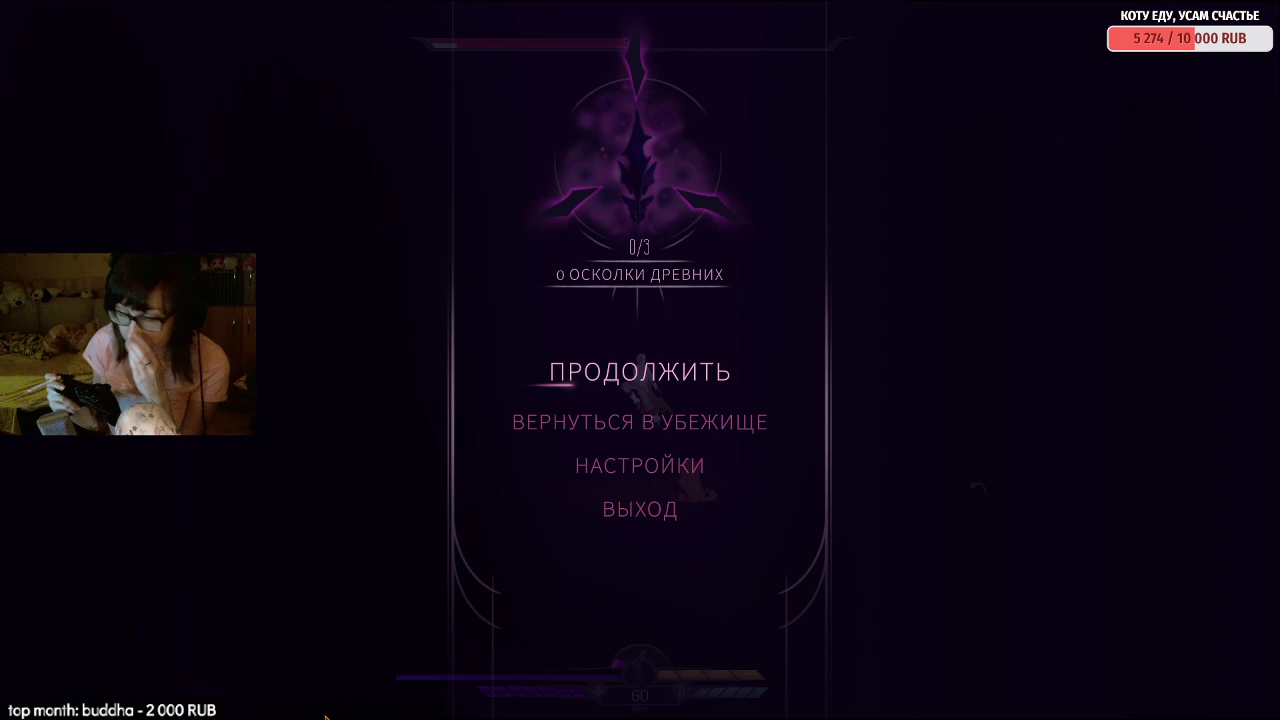 КОТУ ЕДУ, УСАМ СЧАСТЬЕ
5 274 / 10 000 RUB
0/3
0 ОСКОЛКИ ДРЕВНИХ
ПРОДОЛЖИТЬ
ВЕРНУТЬСЯ В УБЕЖИЩЕ
НАСТРОЙКИ
ВЫХОД
60
top month: buddha - 2 000 RUB